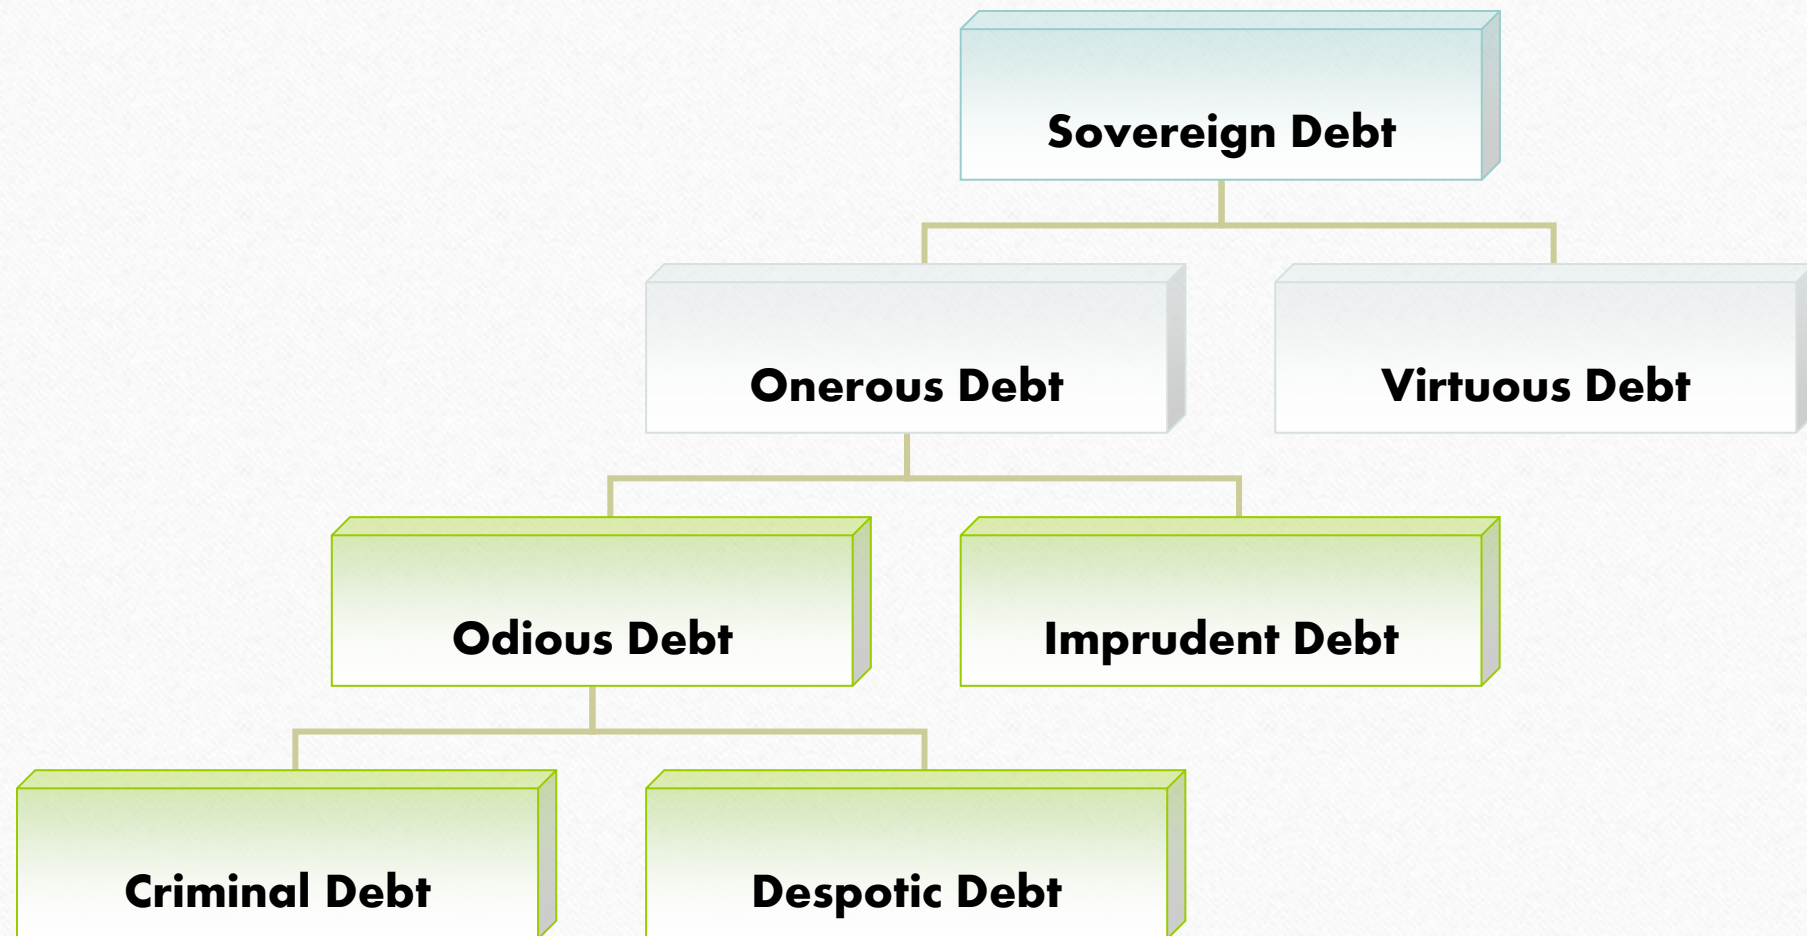 Sovereign Debt
Onerous Debt
Virtuous Debt
Odious Debt
Imprudent Debt
Criminal Debt
Despotic Debt